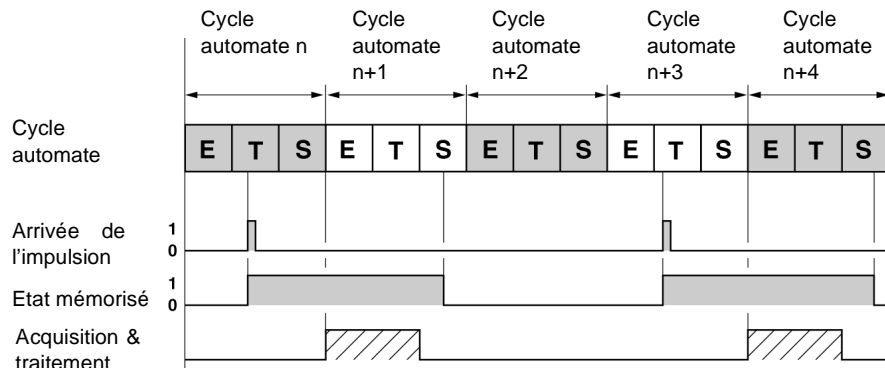 Cycle automate n
Cycle automate n+1
Cycle automate n+2
Cycle automate n+3
Cycle automate n+4
Cycle automate
E T S E T S E T S E T S E T S
Arrivée de l'impulsion
1
0
Etat mémorisé
1
0
Acquisition & traitement